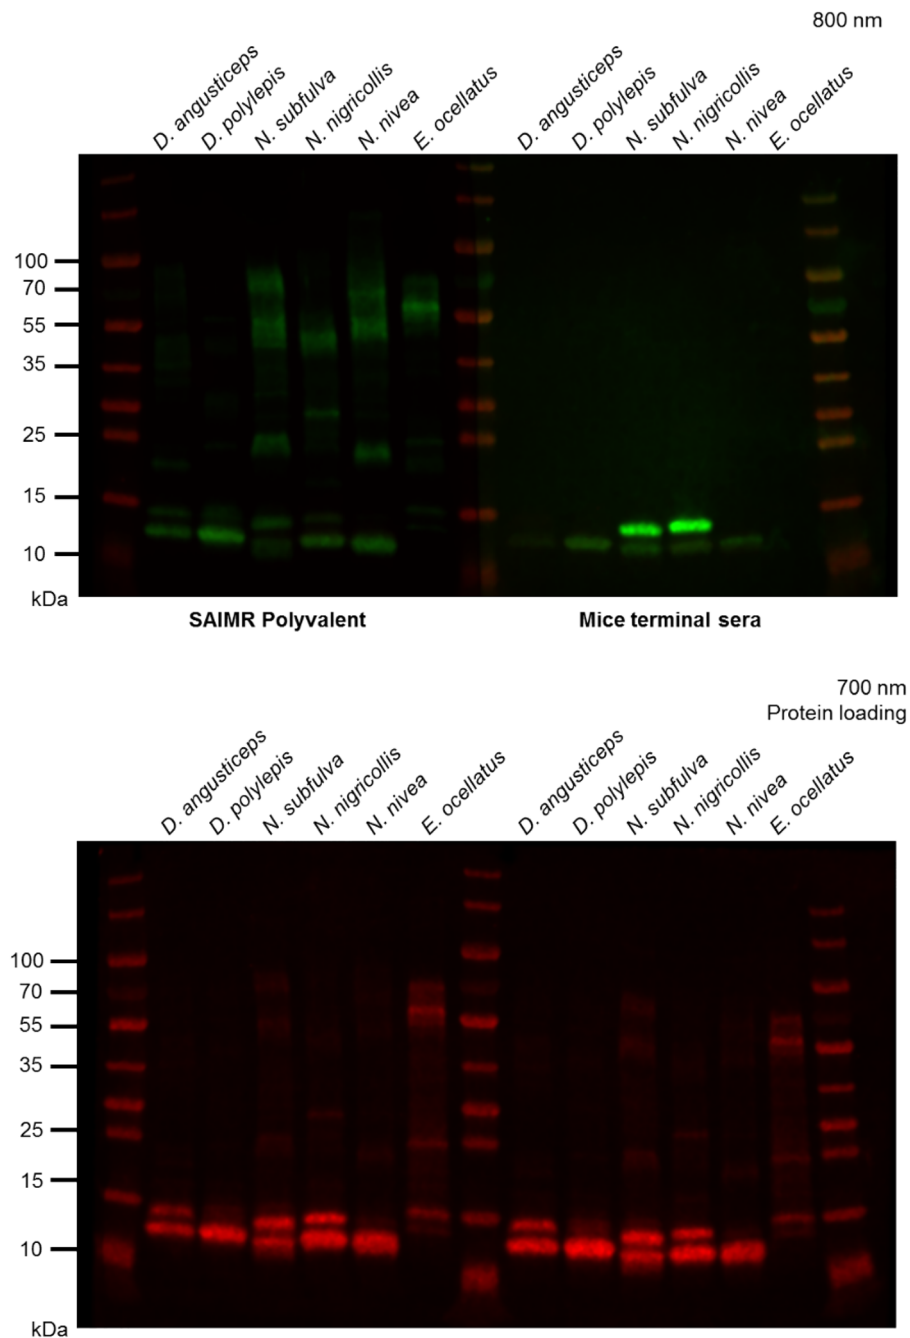 800 nm
D. angusticeps
D. polylepis
N. subfulva
N. nigricollis
N. nivea
E. ocellatus
D. angusticeps
D. polylepis
N. subfulva
N. nigricollis
N. nivea
E. ocellatus
100
70
55
35
25
15
10
kDa
SAIMR Polyvalent
Mice terminal sera
700 nm
Protein loading
D. angusticeps
D. polylepis
N. subfulva
N. nigricollis
N. nivea
E. ocellatus
D. angusticeps
D. polylepis
N. subfulva
N. nigricollis
N. nivea
E. ocellatus
100
70
55
35
25
15
10
kDa